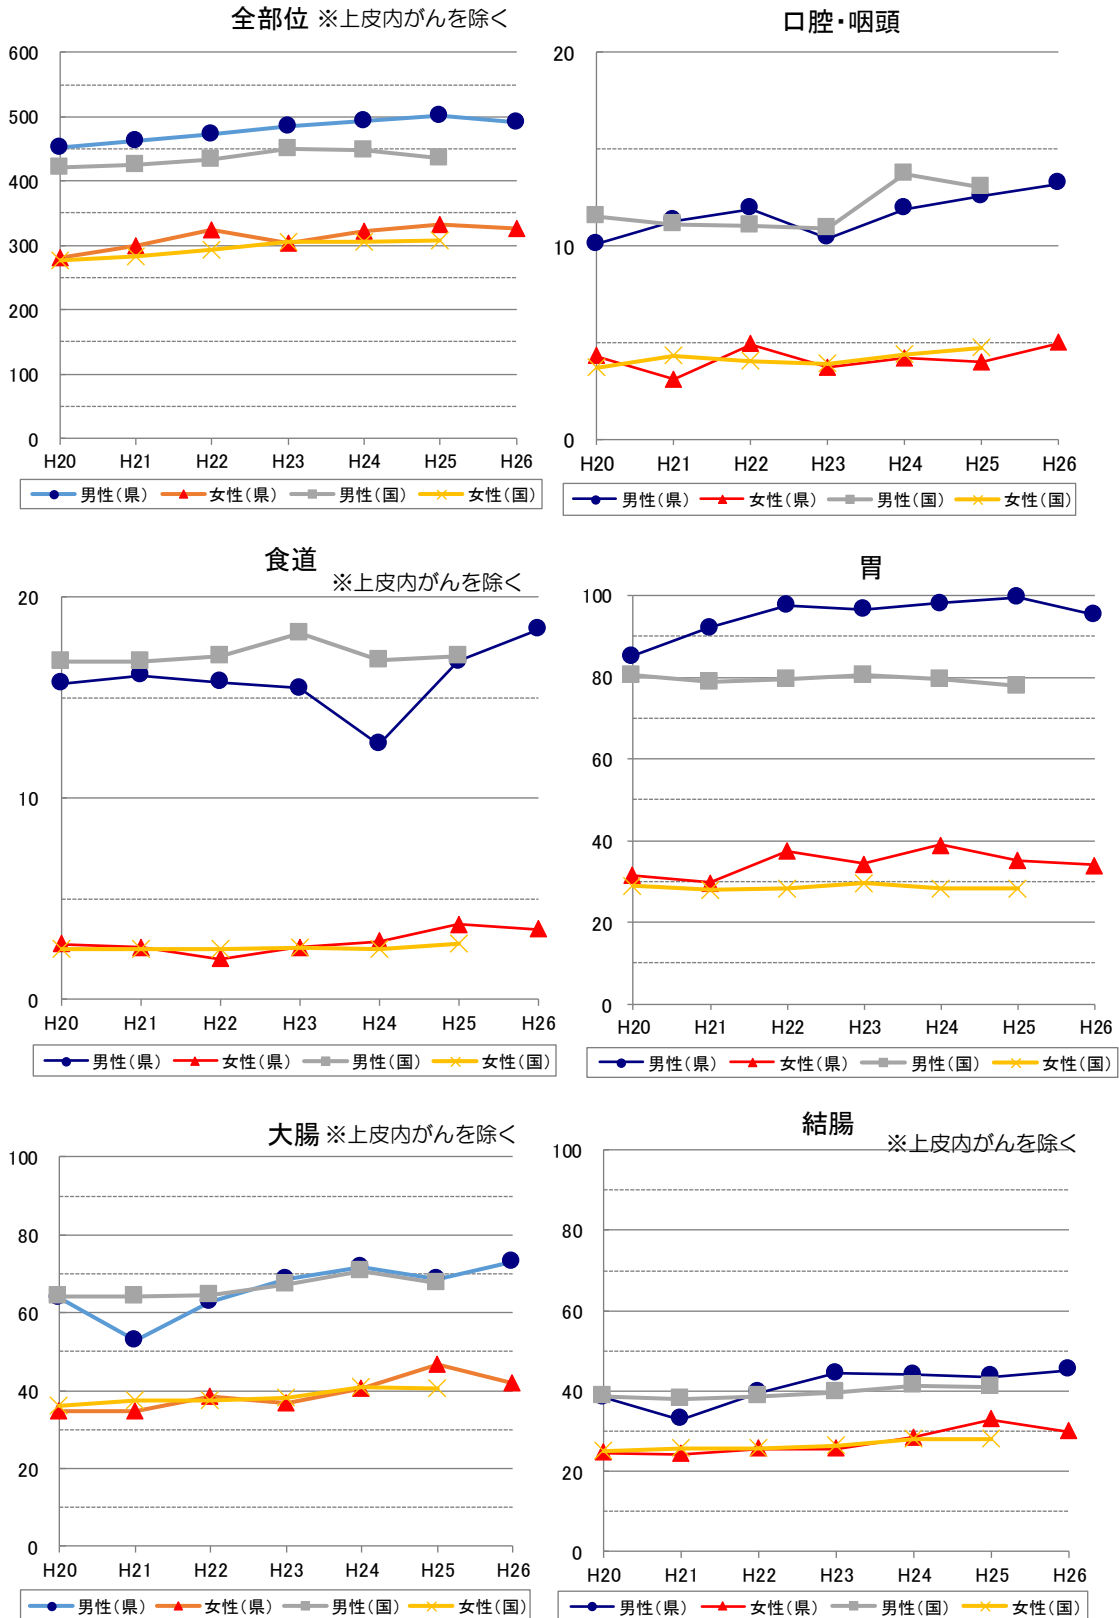 全部位 ※上皮内がんを除く
600
500
400
300
200
100
0
H20 H21 H22 H23 H24 H25 H26
男性(県) 女性(県) 男性(国) 女性(国)
口腔・咽頭
20
10
0
H20 H21 H22 H23 H24 H25 H26
男性(県) 女性(県) 男性(国) 女性(国)
食道
※上皮内がんを除く
20
10
0
H20 H21 H22 H23 H24 H25 H26
男性(県) 女性(県) 男性(国) 女性(国)
胃
100
80
60
40
20
0
H20 H21 H22 H23 H24 H25 H26
男性(県) 女性(県) 男性(国) 女性(国)
大腸 ※上皮内がんを除く
100
80
60
40
20
0
H20 H21 H22 H23 H24 H25 H26
男性(県) 女性(県) 男性(国) 女性(国)
結腸
※上皮内がんを除く
100
80
60
40
20
0
H20 H21 H22 H23 H24 H25 H26
男性(県) 女性(県) 男性(国) 女性(国)